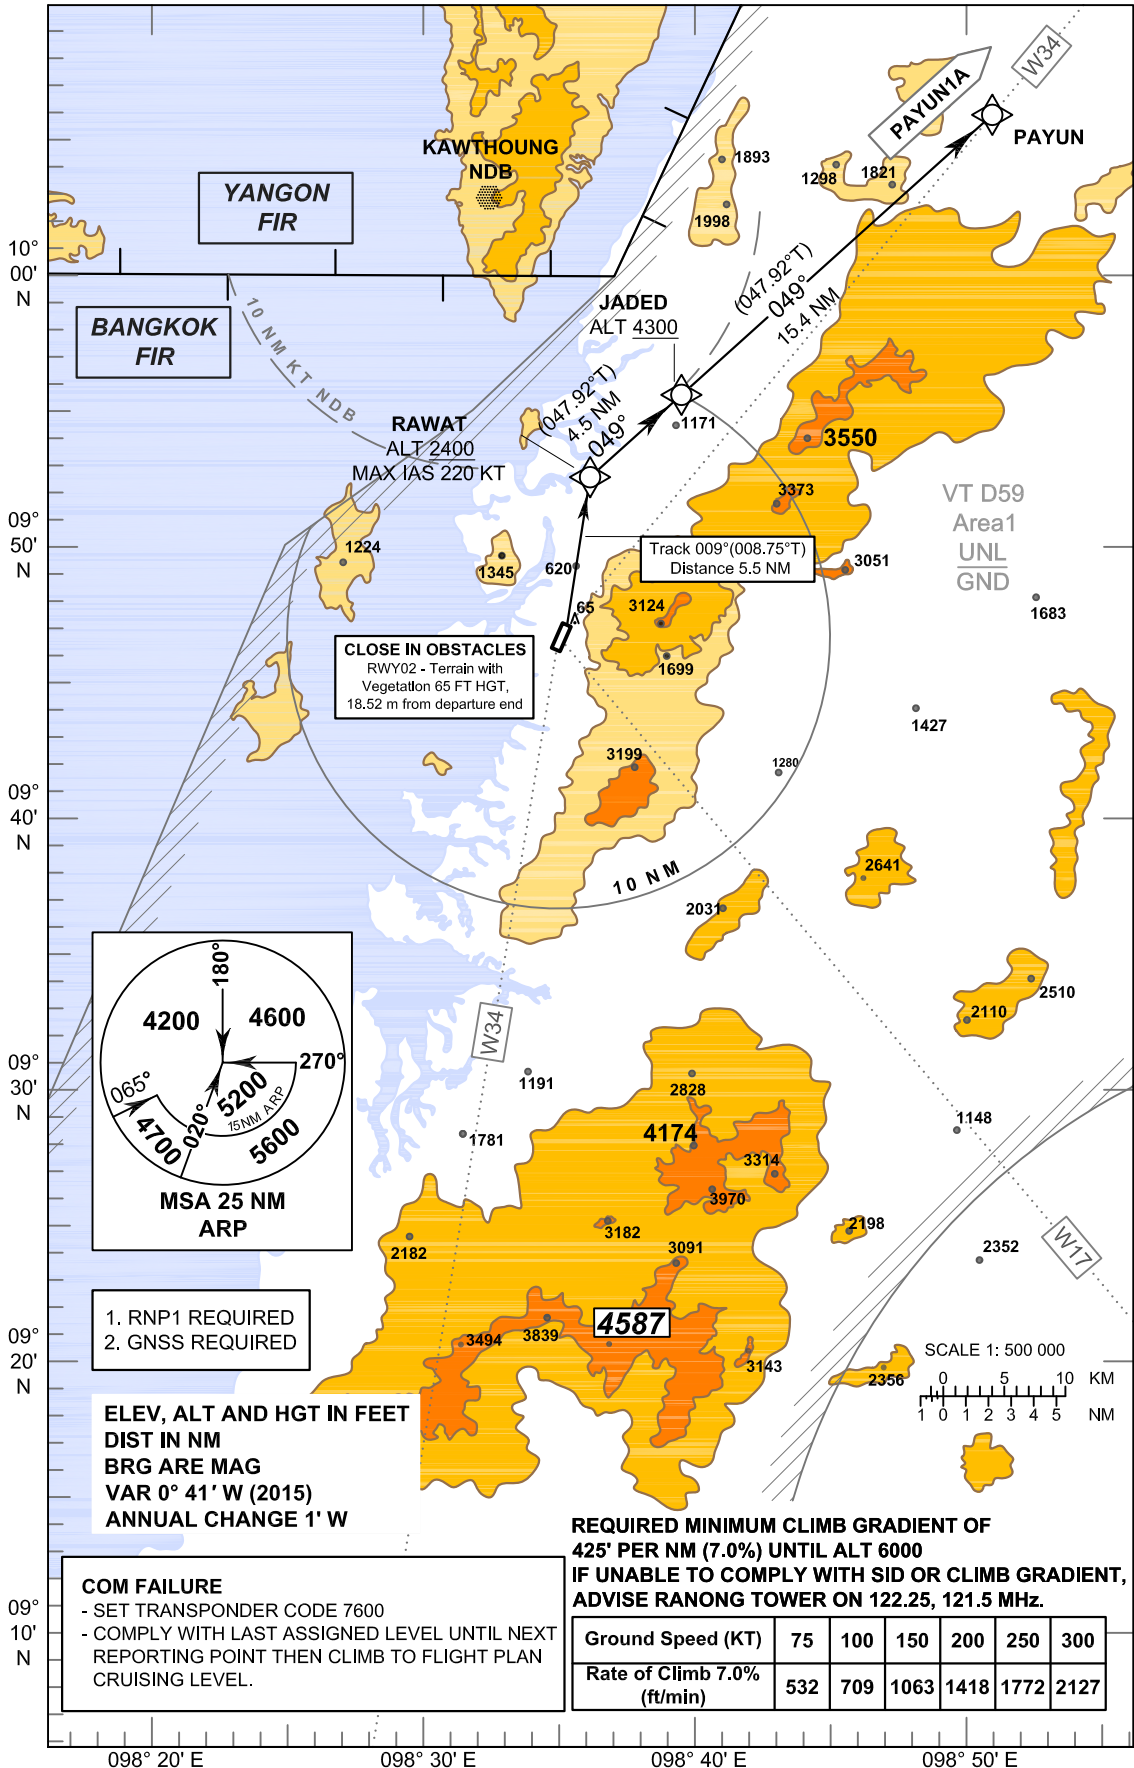 W34
PAYUN1A
PAYUN
KAWTHOUNG
NDB
1893
1298
1821
1998
YANGON
FIR
10°
00'
N
BANGKOK
FIR
10 NM KT NDB
JADED
ALT 4300
(047.92°T)
049°
15.4 NM
RAWAT
ALT 2400
MAX IAS 220 KT
(047.92°T)
4.5 NM
049°
1171
3550
3373
VT D59
Area1
UNL
GND
09°
50'
N
1224
1345
620
Track 009°(008.75°T)
Distance 5.5 NM
3051
1683
65
3124
1699
CLOSE IN OBSTACLES
RWY02 - Terrain with
Vegetation 65 FT HGT,
18.52 m from departure end
1427
3199
1280
09°
40'
N
2641
10 NM
2031
2510
2110
180°
4200
4600
270°
065°
020°
5200
15NM ARP
4700
5600
MSA 25 NM
ARP
W34
09°
30'
N
1191
2828
1781
4174
1148
3314
3970
3182
2182
3091
2198
2352
W17
1. RNP1 REQUIRED
2. GNSS REQUIRED
09°
20'
N
4587
3494
3839
3143
2356
SCALE 1: 500 000
0 5 10 KM
1 0 1 2 3 4 5 NM
ELEV, ALT AND HGT IN FEET
DIST IN NM
BRG ARE MAG
VAR 0° 41' W (2015)
ANNUAL CHANGE 1' W
REQUIRED MINIMUM CLIMB GRADIENT OF
425' PER NM (7.0%) UNTIL ALT 6000
IF UNABLE TO COMPLY WITH SID OR CLIMB GRADIENT,
ADVISE RANONG TOWER ON 122.25, 121.5 MHz.
COM FAILURE
- SET TRANSPONDER CODE 7600
- COMPLY WITH LAST ASSIGNED LEVEL UNTIL NEXT
REPORTING POINT THEN CLIMB TO FLIGHT PLAN
CRUISING LEVEL.
09°
10'
N
Ground Speed (KT) 75 100 150 200 250 300
Rate of Climb 7.0%
(ft/min) 532 709 1063 1418 1772 2127
098° 20' E 098° 30' E 098° 40' E 098° 50' E